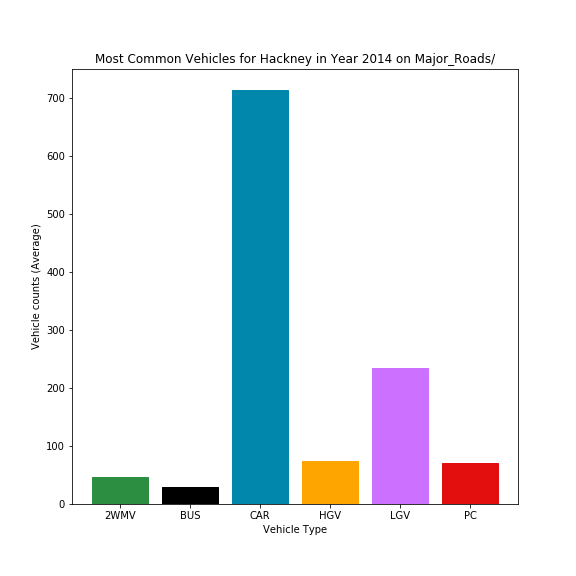 Most Common Vehicles for Hackney in Year 2014 on Major_Roads/
700
600
500
400
300
200
100
0
Vehicle counts (Average)
2WMV BUS CAR HGV LGV PC
Vehicle Type